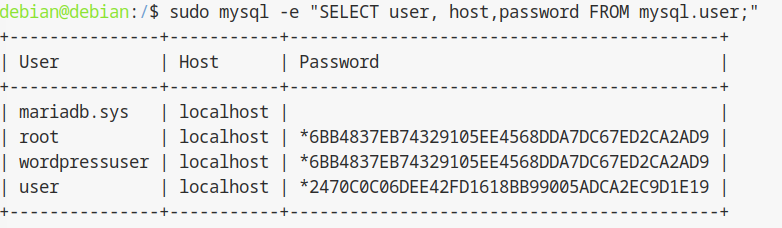 debian@debian:/$ sudo mysql -e "SELECT user, host,password FROM mysql.user;"
+---------------+-----------+-------------------------------------------+
| User          | Host      | Password                                  |
+---------------+-----------+-------------------------------------------+
| mariadb.sys   | localhost |                                           |
| root          | localhost | *6BB4837EB74329105EE4568DDA7DC67ED2CA2AD9 |
| wordpressuser | localhost | *6BB4837EB74329105EE4568DDA7DC67ED2CA2AD9 |
| user          | localhost | *2470C0C06DEE42FD1618BB99005ADCA2EC9D1E19 |
+---------------+-----------+-------------------------------------------+